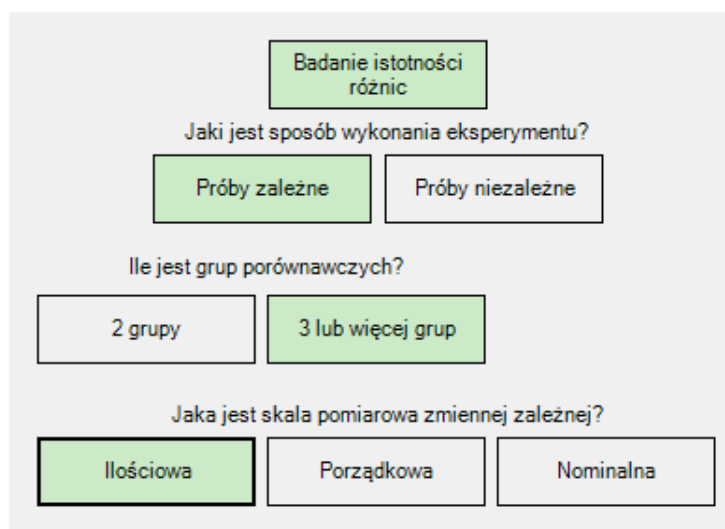 Badanie istotności
różnic
Jaki jest sposób wykonania eksperymentu?
Próby zależne
Próby niezależne
Ile jest grup porównawczych?
2 grupy
3 lub więcej grup
Jaka jest skala pomiarowa zmiennej zależnej?
Ilościowa
Porządkowa
Nominalna